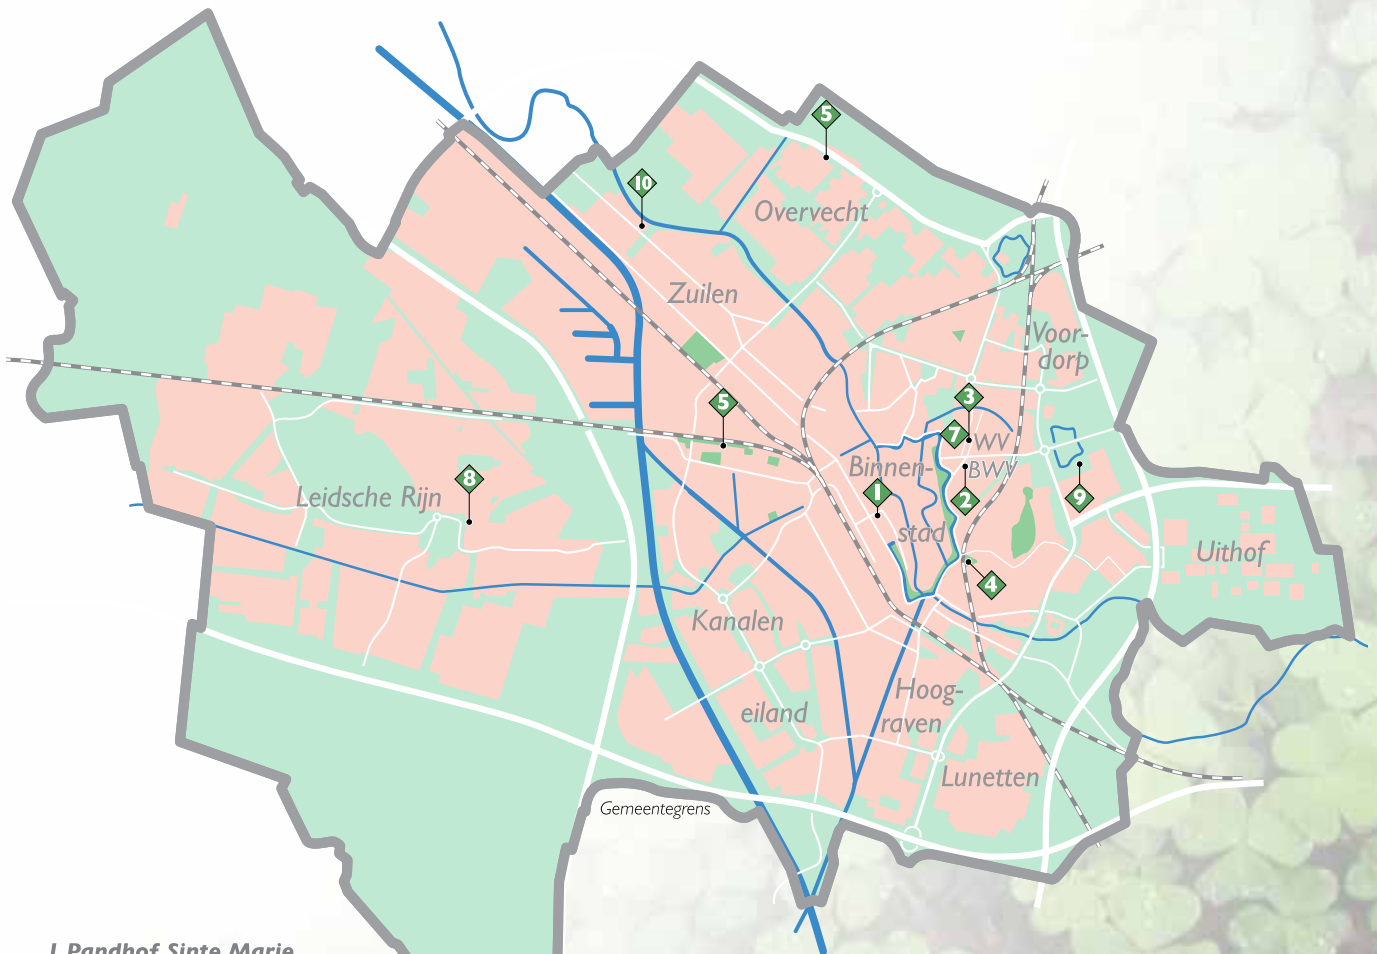 5
10
Overvecht
Zuilen
Voor-
dorp
3
5
7
WV
Binnen-
BWV
8
1
2
9
Leidsche Rijn
stad
Uithof
4
Kanalen
Hoog-
raven
eiland
Lunetten
Gemeentegrens
1 Pandhof Sinte Marie